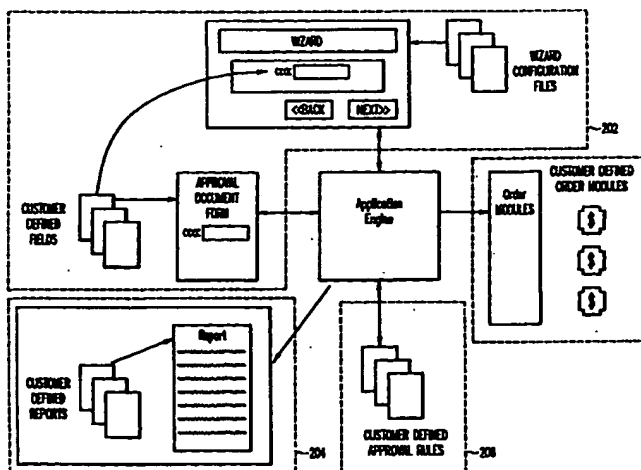 WIZARD
<<BACK
NEXT>>
WIZARD
CONFIGURATION
FILES
202
CUSTOMER
DEFINED
FIELDS
APPROVAL
DOCUMENT
FORM
Application
Engine
Order
MODULES
CUSTOMER DEFINED
ORDER MODULES
$
$
$
CUSTOMER
DEFINED
REPORTS
Report
204
CUSTOMER DEFINED
APPROVAL RULES